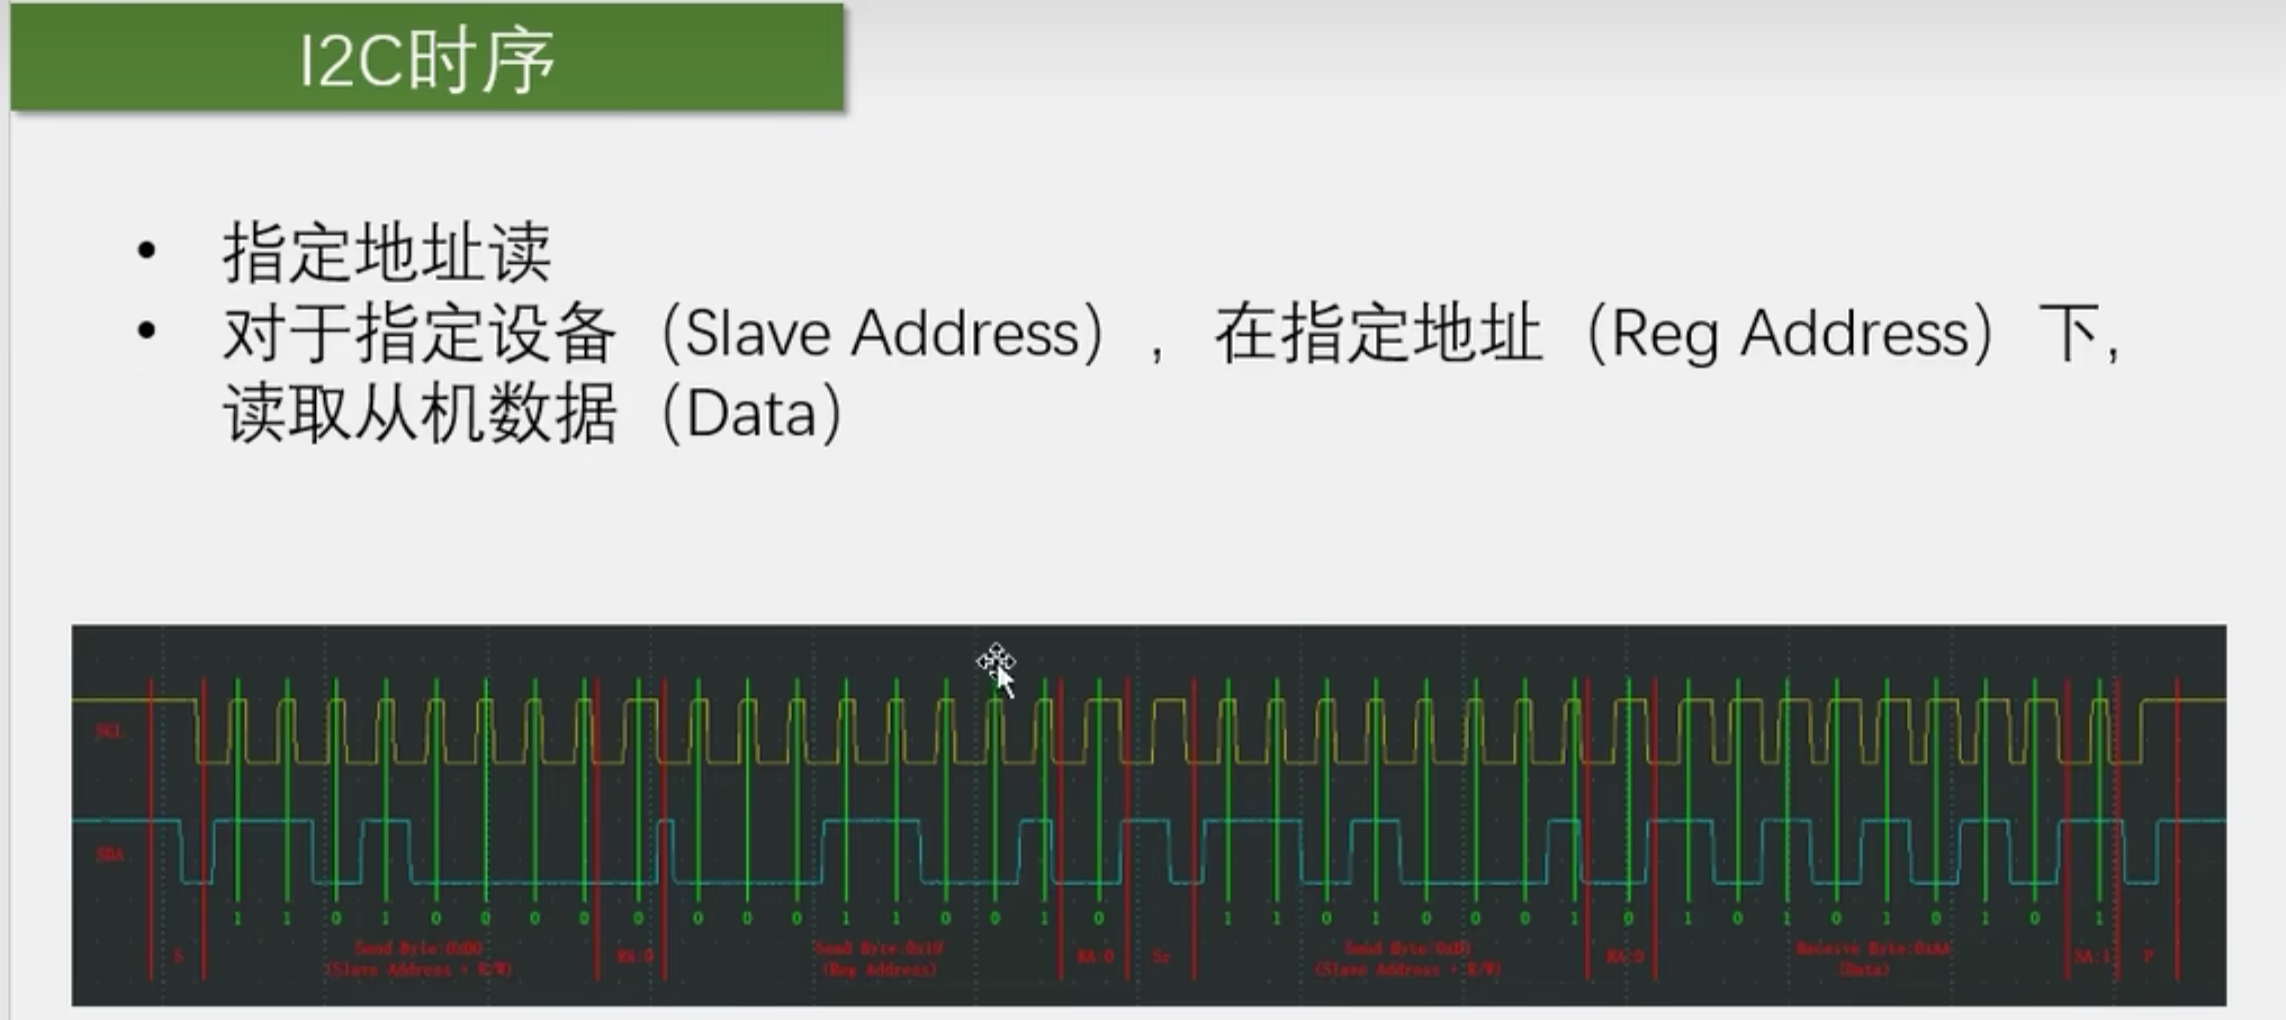 I2C时序
• 指定地址读
• 对于指定设备（Slave Address），在指定地址（Reg Address）下，
读取从机数据（Data）
SCL
SDA
1 1 0 1 0 0 0 0 0 0 0 0 1 1 0 0 1 0 1 1 0 1 0 0 0 1 0 1 0 1 0 1 0 1 0 1
S Send Byte:0xD0 RA:0 Send Byte:0x19 RA:0 Sr Send Byte:0xD1 RA:0 Receive Byte:0xAA SA:1 P
(Slave Address + R/W) (Reg Address) (Slave Address + R/W) (Data)